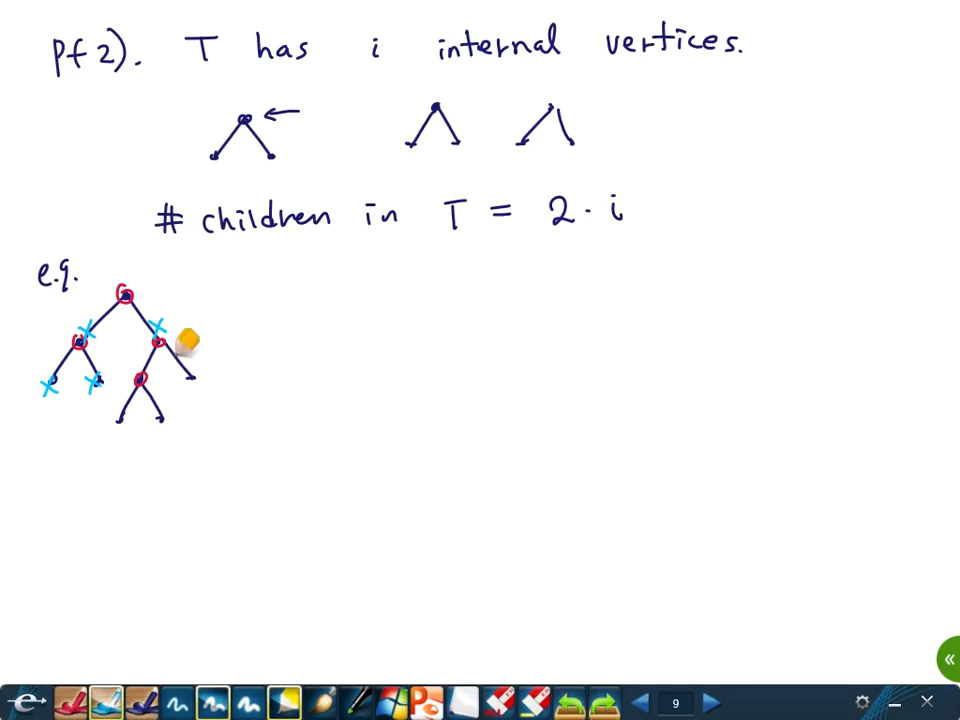 Pf 2). T has i internal vertices.
# children in T = 2 · i
e.g.
9